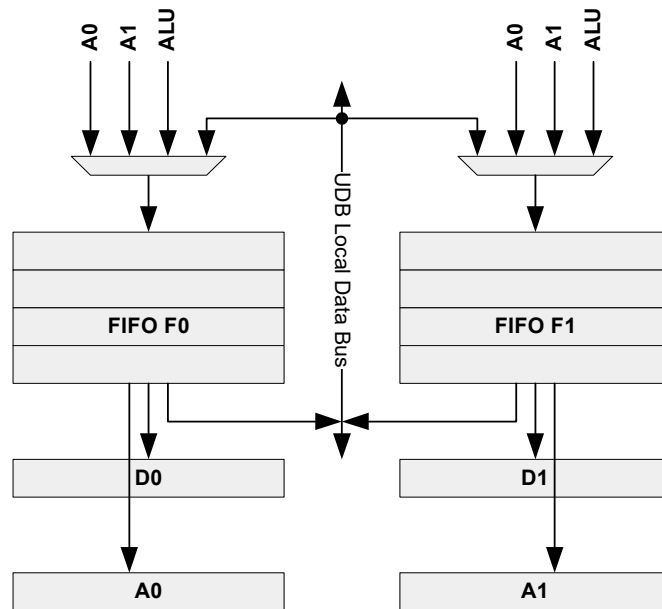 A0
A1
ALU
A0
A1
ALU
UDB Local Data Bus
FIFO F0
FIFO F1
D0
D1
A0
A1